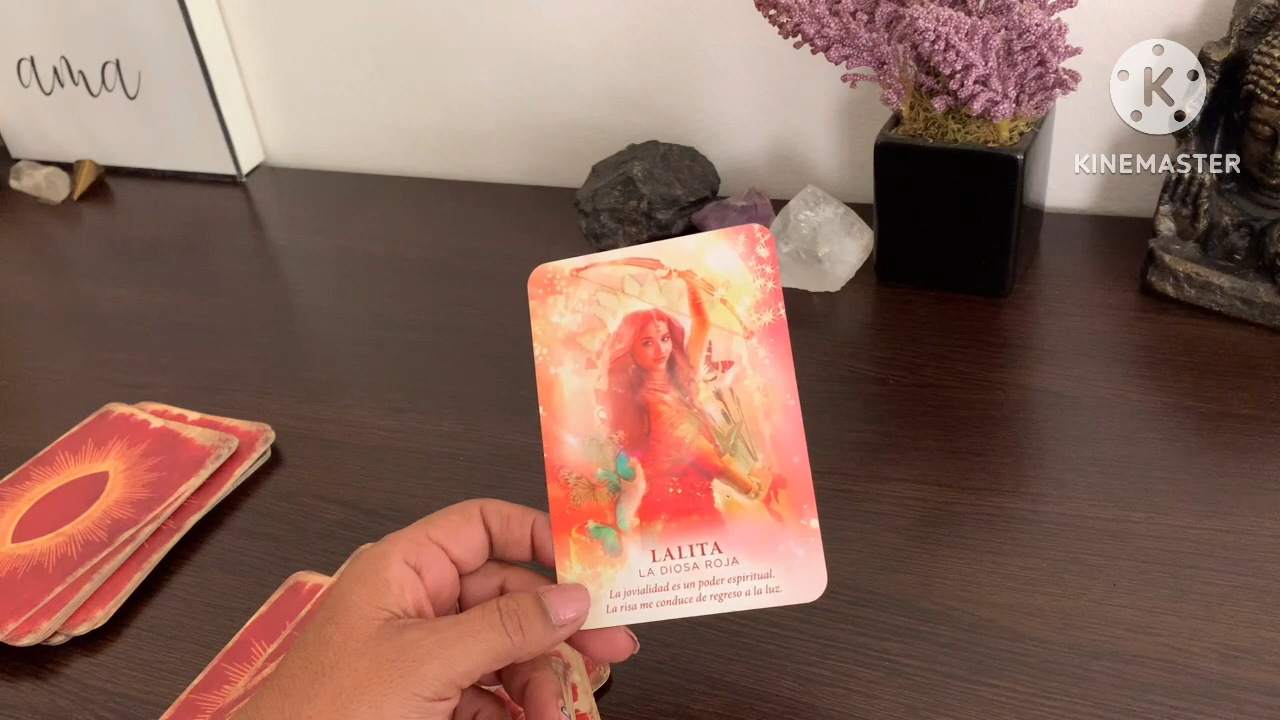 ama
KINEMASTER
LALITA
LA DIOSA ROJA
La jovialidad es un poder espiritual.
La risa me conduce de regreso a la luz.